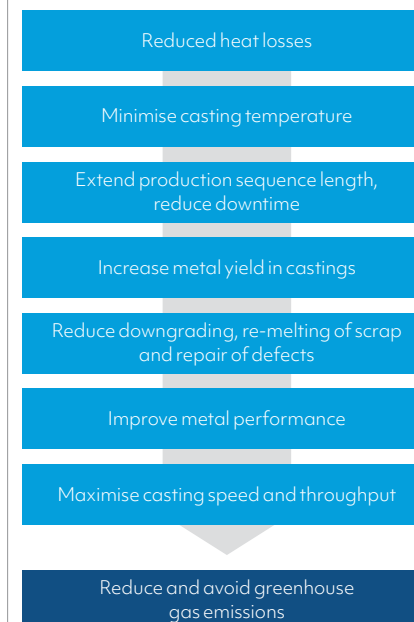 Reduced heat losses
Minimise casting temperature
Extend production sequence length,
reduce downtime
Increase metal yield in castings
Reduce downgrading, re-melting of scrap
and repair of defects
Improve metal performance
Maximise casting speed and throughput
Reduce and avoid greenhouse
gas emissions